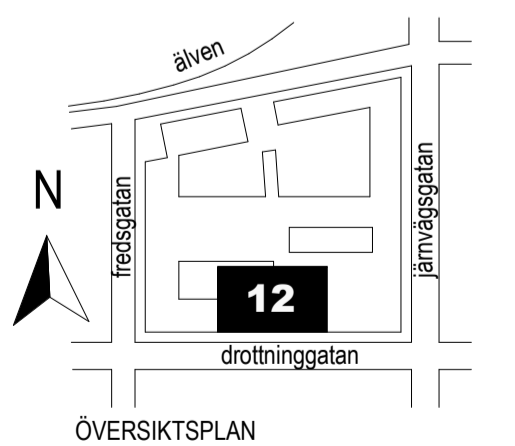 älven
N
fredsgatan
järnvägsgatan
12
drottninggatan
ÖVERSIKTSPLAN